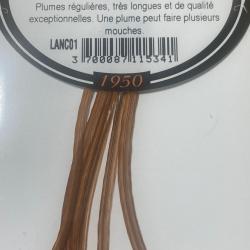 Plumes régulières, très longues et de qualité
exceptionnelles. Une plume peut faire plusieurs
mouches.
LANC01
3 700087 115341
1950